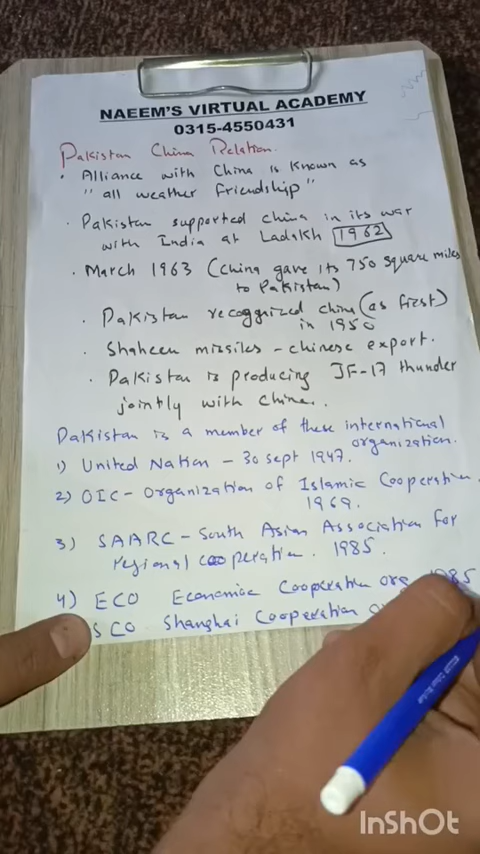 NAEEM'S VIRTUAL ACADEMY
0315-4550431
Pakistan China Relation.
• Alliance with China is known as
"all weather friendship"
• Pakistan supported china in its war
with India at Ladakh 1962
• March 1963 (China gave its 750 square miles
to Pakistan)
• Pakistan recognized china (as first)
in 1950
• Shaheen missiles - chinese export.
• Pakistan is producing JF-17 thunder
jointly with china.
Pakistan is a member of these international
organization.
1) United Nation - 30 sept 1947.
2) OIC - Organization of Islamic Cooperation.
1969.
3) SAARC - South Asian Association for
regional cooperation. 1985.
4) ECO Economic Cooperation org 1985
SCO Shanghai Cooperation
InShOt